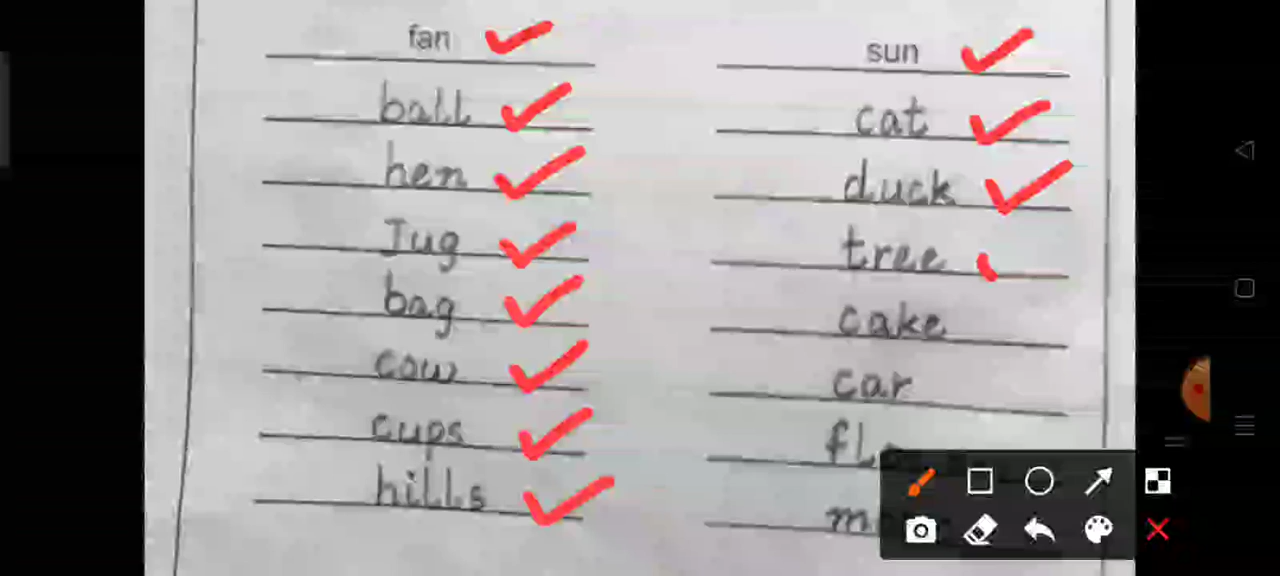 fan sun
ball cat
hen duck
Jug tree
bag cake
cow car
cups
hills